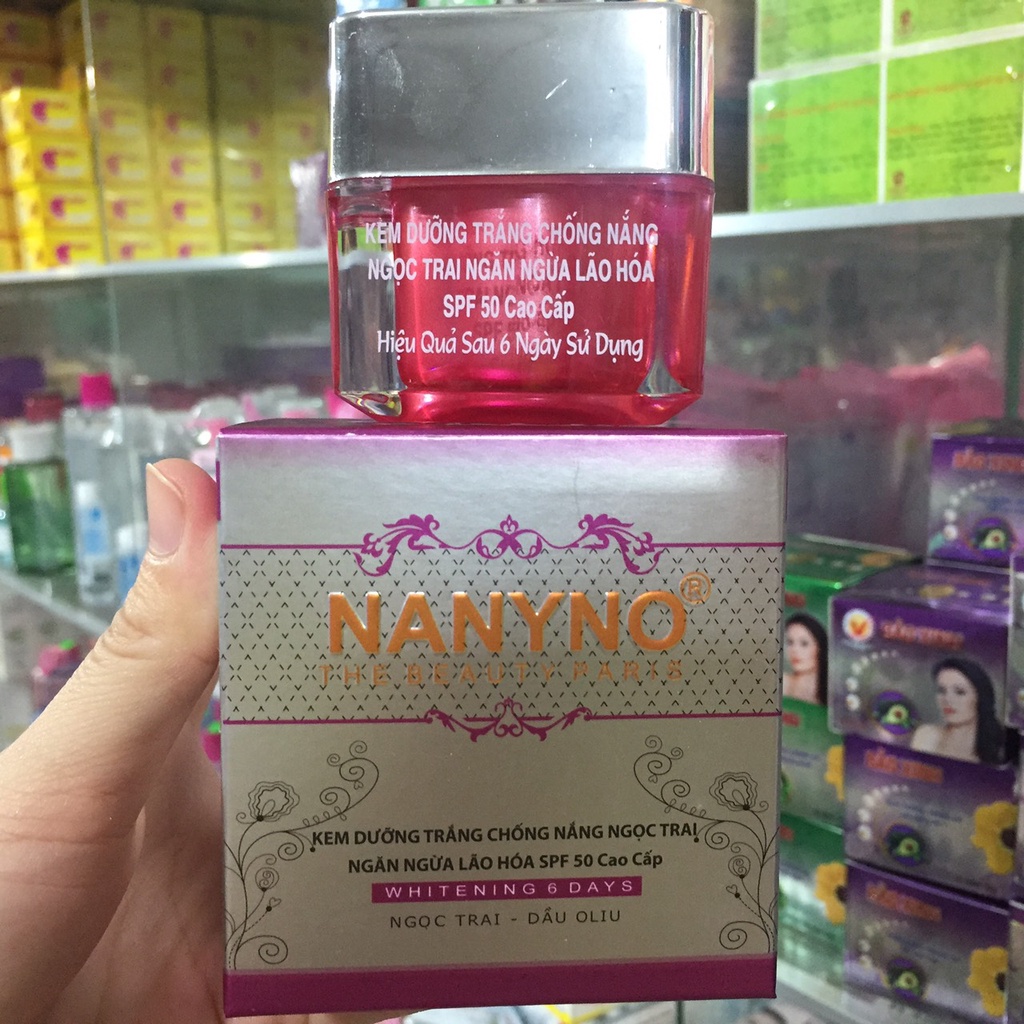 KEM DƯỠNG TRẮNG CHỐNG NẮNG
NGỌC TRAI NGĂN NGỪA LÃO HÓA
SPF 50 Cao Cấp
Hiệu Quả Sau 6 Ngày Sử Dụng
NANYNO®
THE BEAUTY PARIS
KEM DƯỠNG TRẮNG CHỐNG NẮNG NGỌC TRAI
NGĂN NGỪA LÃO HÓA SPF 50 Cao Cấp
WHITENING 6 DAYS
NGỌC TRAI - DẦU OLIU